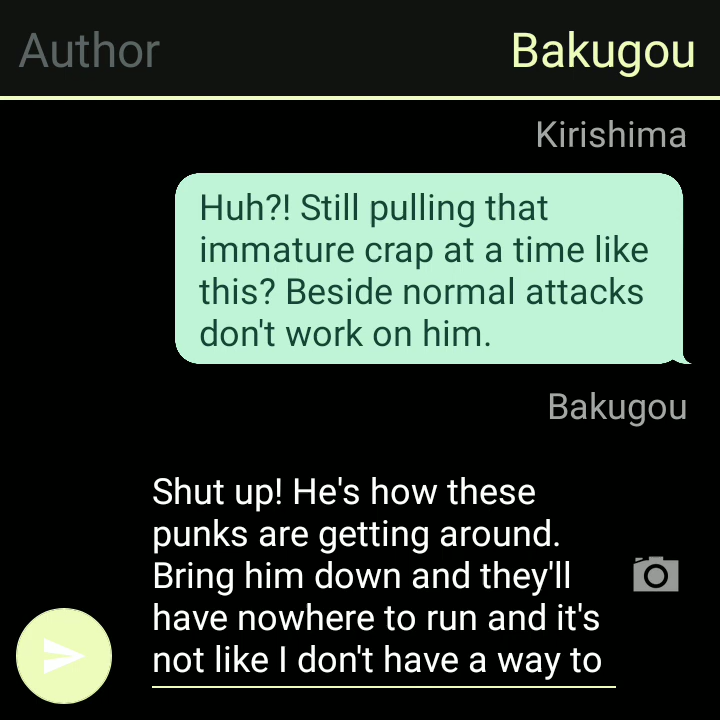 Author
Bakugou
Kirishima
Huh?! Still pulling that
immature crap at a time like
this? Beside normal attacks
don't work on him.
Bakugou
Shut up! He's how these
punks are getting around.
Bring him down and they'll
have nowhere to run and it's
not like I don't have a way to